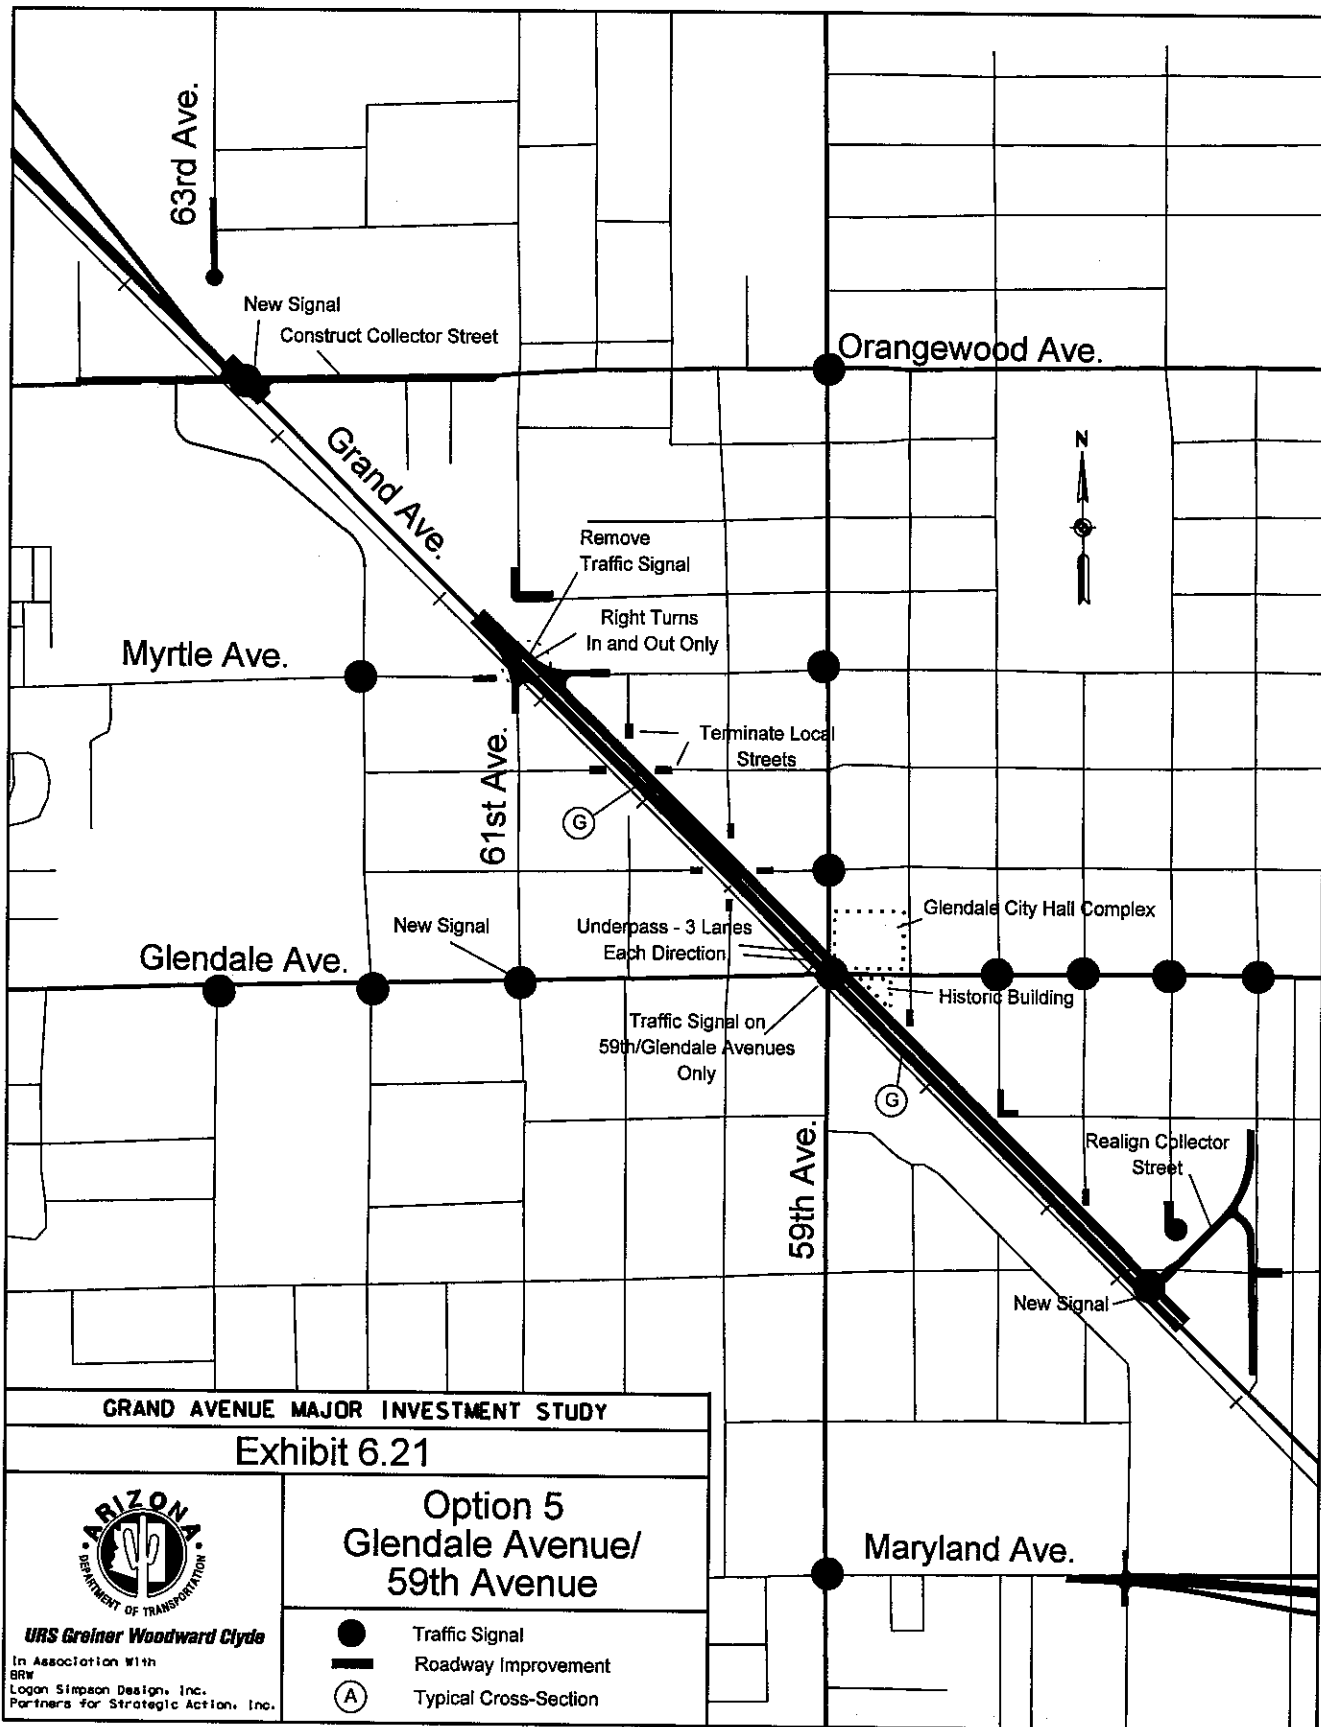 63rd Ave.
New Signal
Construct Collector Street
Orangewood Ave.
Grand Ave.
N
Remove
Traffic Signal
Right Turns
In and Out Only
Myrtle Ave.
61st Ave.
Terminate Local
Streets
G
New Signal
Glendale Ave.
Underpass - 3 Lanes
Each Direction
Glendale City Hall Complex
Historic Building
Traffic Signal on
59th/Glendale Avenues
Only
G
59th Ave.
Realign Collector
Street
New Signal
Maryland Ave.
GRAND AVENUE MAJOR INVESTMENT STUDY
Exhibit 6.21
ARIZONA
DEPARTMENT OF TRANSPORTATION
URS Greiner Woodward Clyde
In Association With
BRW
Logan Simpson Design, Inc.
Partners for Strategic Action, Inc.
Option 5
Glendale Avenue/
59th Avenue
Traffic Signal
Roadway Improvement
A Typical Cross-Section